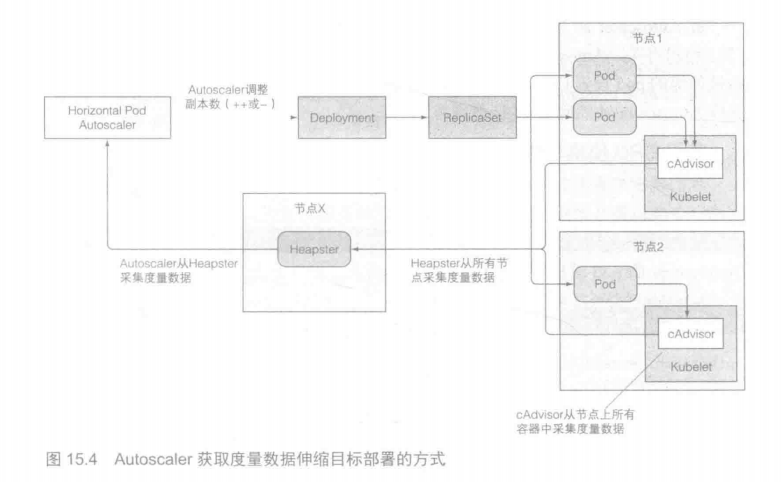 节点1
Pod
Autoscaler调整
副本数（++或--）
Horizontal Pod
Autoscaler
Deployment
ReplicaSet
Pod
cAdvisor
Kubelet
节点X
Heapster
Autoscaler从Heapster
采集度量数据
Heapster从所有节
点采集度量数据
节点2
Pod
cAdvisor
Kubelet
cAdvisor从节点上所有
容器中采集度量数据
图 15.4 Autoscaler 获取度量数据伸缩目标部署的方式